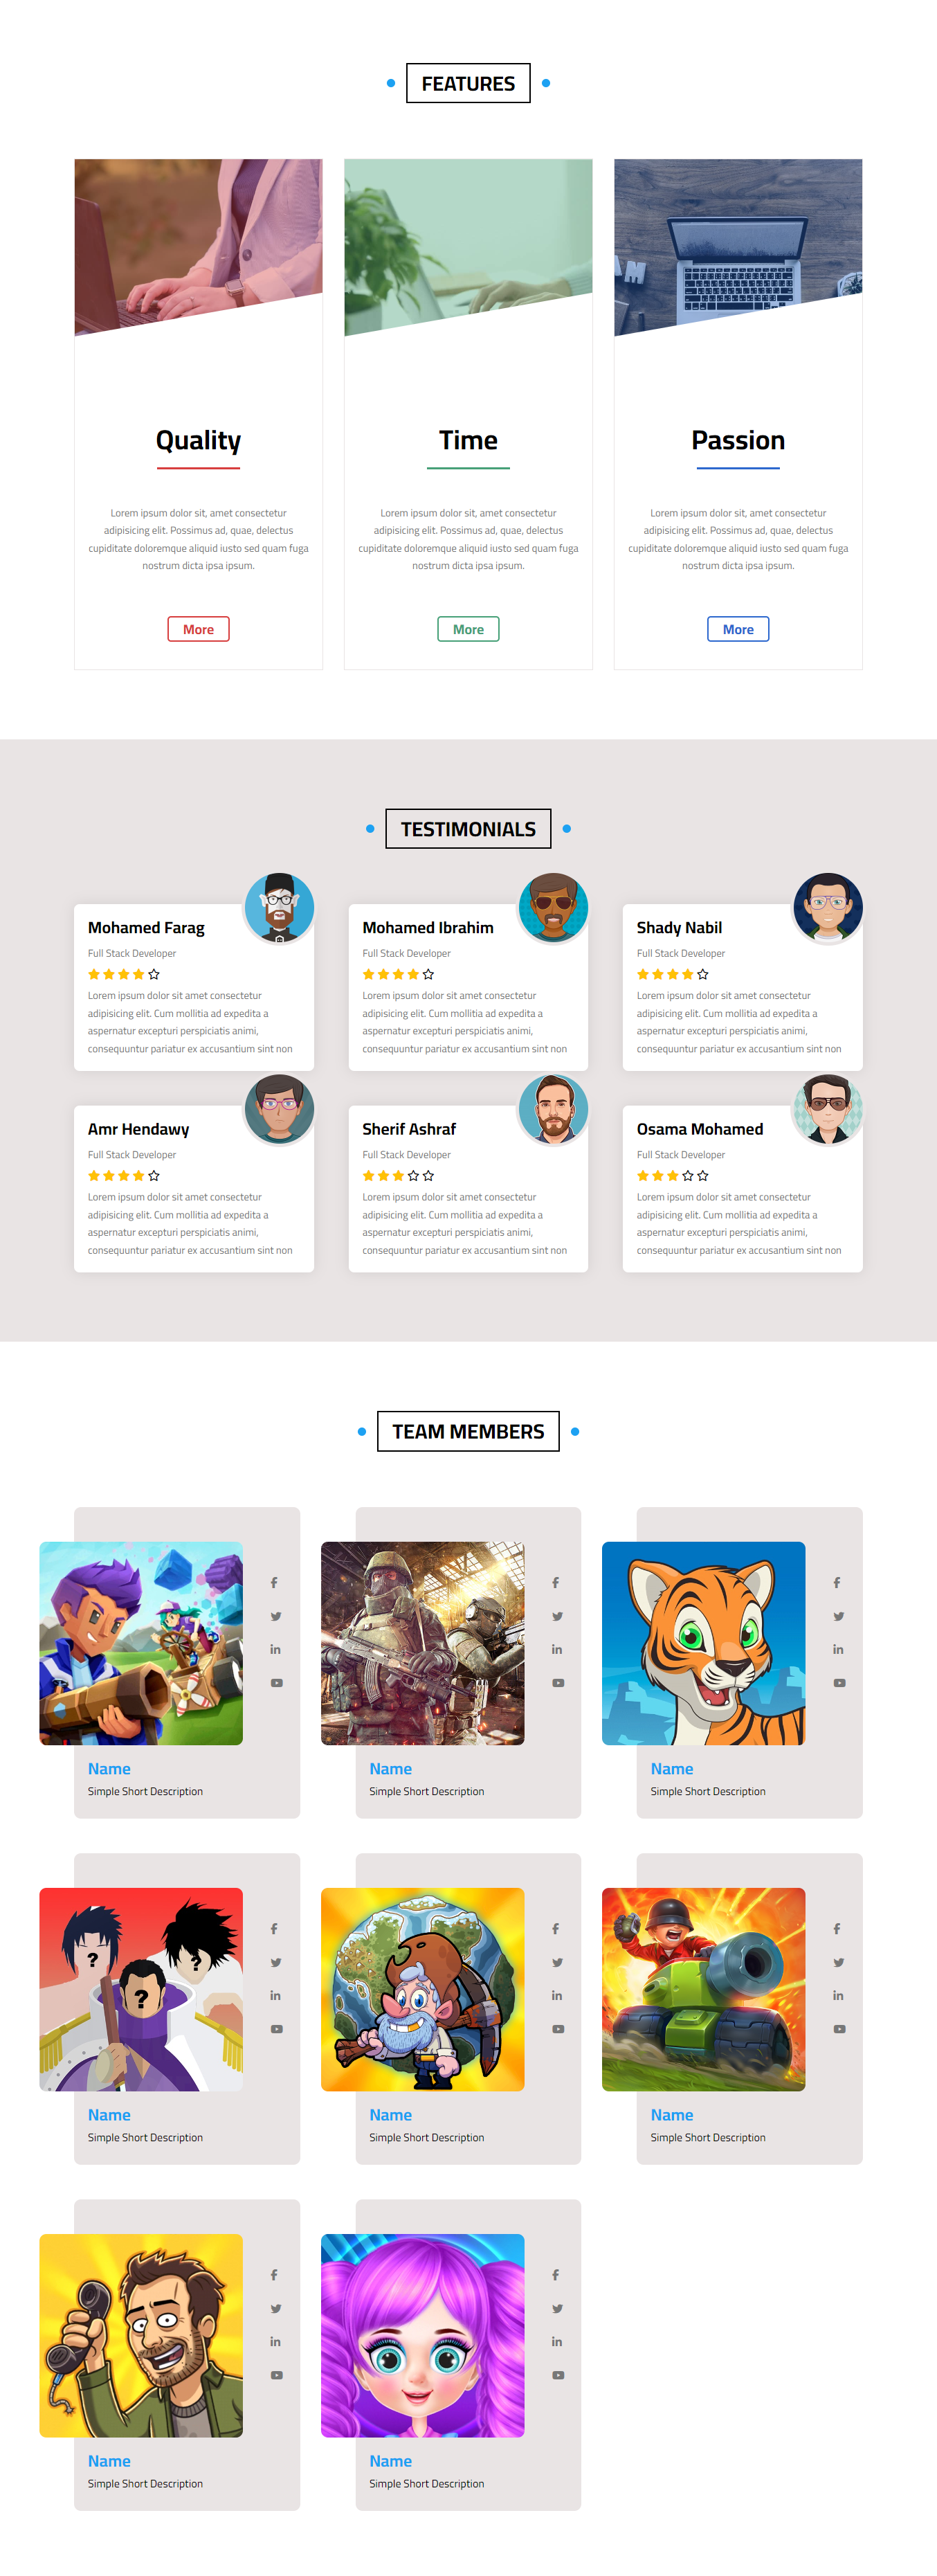 FEATURES
Quality
Lorem ipsum dolor sit, amet consectetur
adipisicing elit. Possimus ad, quae, delectus
cupiditate doloremque aliquid iusto sed quam fuga
nostrum dicta ipsa ipsum.
More
Time
Lorem ipsum dolor sit, amet consectetur
adipisicing elit. Possimus ad, quae, delectus
cupiditate doloremque aliquid iusto sed quam fuga
nostrum dicta ipsa ipsum.
More
Passion
Lorem ipsum dolor sit, amet consectetur
adipisicing elit. Possimus ad, quae, delectus
cupiditate doloremque aliquid iusto sed quam fuga
nostrum dicta ipsa ipsum.
More
TESTIMONIALS
Mohamed Farag
Full Stack Developer
Lorem ipsum dolor sit amet consectetur
adipisicing elit. Cum mollitia ad expedita a
aspernatur excepturi perspiciatis animi,
consequuntur pariatur ex accusantium sint non
Mohamed Ibrahim
Full Stack Developer
Lorem ipsum dolor sit amet consectetur
adipisicing elit. Cum mollitia ad expedita a
aspernatur excepturi perspiciatis animi,
consequuntur pariatur ex accusantium sint non
Shady Nabil
Full Stack Developer
Lorem ipsum dolor sit amet consectetur
adipisicing elit. Cum mollitia ad expedita a
aspernatur excepturi perspiciatis animi,
consequuntur pariatur ex accusantium sint non
Amr Hendawy
Full Stack Developer
Lorem ipsum dolor sit amet consectetur
adipisicing elit. Cum mollitia ad expedita a
aspernatur excepturi perspiciatis animi,
consequuntur pariatur ex accusantium sint non
Sherif Ashraf
Full Stack Developer
Lorem ipsum dolor sit amet consectetur
adipisicing elit. Cum mollitia ad expedita a
aspernatur excepturi perspiciatis animi,
consequuntur pariatur ex accusantium sint non
Osama Mohamed
Full Stack Developer
Lorem ipsum dolor sit amet consectetur
adipisicing elit. Cum mollitia ad expedita a
aspernatur excepturi perspiciatis animi,
consequuntur pariatur ex accusantium sint non
TEAM MEMBERS
Name
Simple Short Description
Name
Simple Short Description
Name
Simple Short Description
? ?
?
Name
Simple Short Description
Name
Simple Short Description
Name
Simple Short Description
Name
Simple Short Description
Name
Simple Short Description